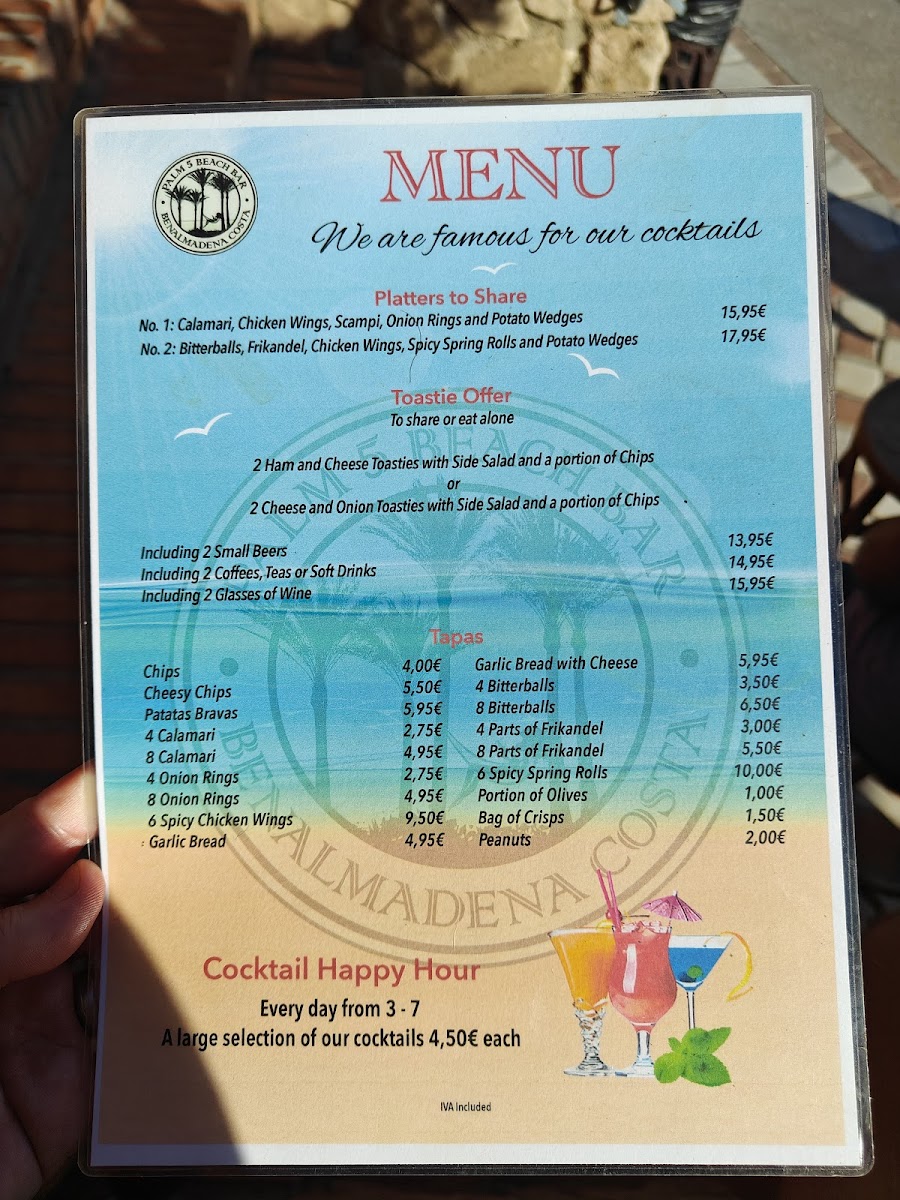 PALM 5 BEACH BAR
BENALMADENA COSTA
MENU
We are famous for our cocktails
Platters to Share
No. 1: Calamari, Chicken Wings, Scampi, Onion Rings and Potato Wedges 15,95€
No. 2: Bitterballs, Frikandel, Chicken Wings, Spicy Spring Rolls and Potato Wedges 17,95€
Toastie Offer
To share or eat alone
2 Ham and Cheese Toasties with Side Salad and a portion of Chips
or
2 Cheese and Onion Toasties with Side Salad and a portion of Chips
Including 2 Small Beers 13,95€
Including 2 Coffees, Teas or Soft Drinks 14,95€
Including 2 Glasses of Wine 15,95€
Tapas
Chips 4,00€
Cheesy Chips 5,50€
Patatas Bravas 5,95€
4 Calamari 2,75€
8 Calamari 4,95€
4 Onion Rings 2,75€
8 Onion Rings 4,95€
6 Spicy Chicken Wings 9,50€
Garlic Bread 4,95€
Garlic Bread with Cheese 5,95€
4 Bitterballs 3,50€
8 Bitterballs 6,50€
4 Parts of Frikandel 3,00€
8 Parts of Frikandel 5,50€
6 Spicy Spring Rolls 10,00€
Portion of Olives 1,00€
Bag of Crisps 1,50€
Peanuts 2,00€
LM 5 BEACH BAR
BENALMADENA COSTA
Cocktail Happy Hour
Every day from 3 - 7
A large selection of our cocktails 4,50€ each
IVA Included